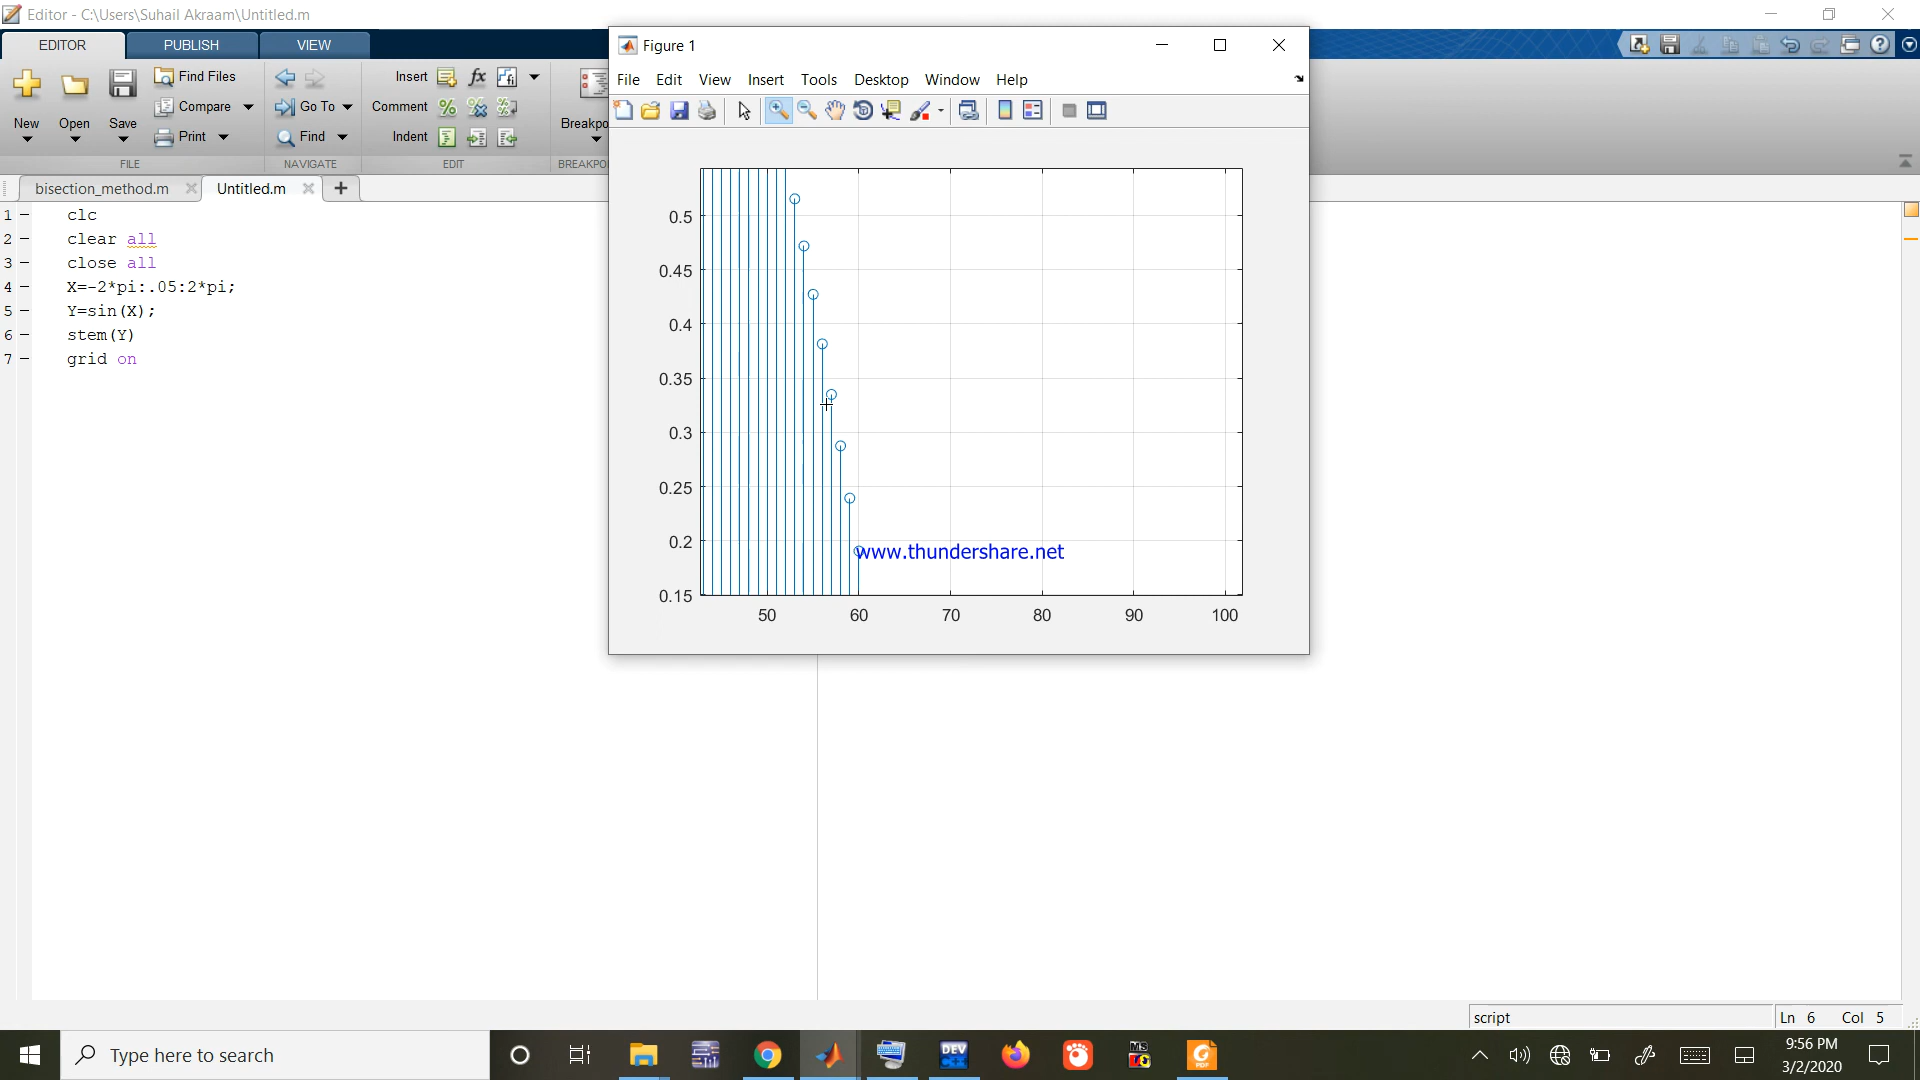 Editor - C:\Users\Suhail Akraam\Untitled.m
EDITOR PUBLISH VIEW
New Open Save
Find Files
Compare
Print
FILE
Go To
Find
NAVIGATE
Insert fx
Comment
Indent
EDIT
Breakpo
BREAKPO
bisection_method.m Untitled.m
1 clc
2 clear all
3 close all
4 X=-2*pi:.05:2*pi;
5 Y=sin(X);
6 stem(Y)
7 grid on
Figure 1
File Edit View Insert Tools Desktop Window Help
0.5
0.45
0.4
0.35
0.3
0.25
0.2
0.15
50 60 70 80 90 100
www.thundershare.net
script Ln 6 Col 5
Type here to search
DEV
C++
MS
PDF
9:56 PM
3/2/2020